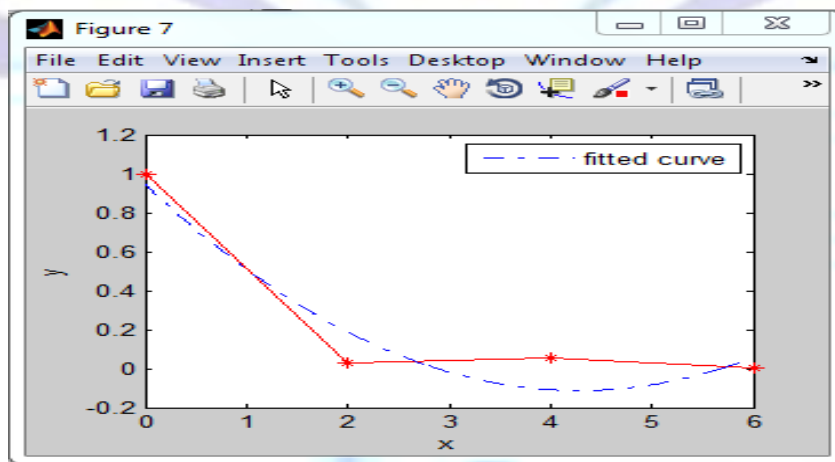 Figure 7
File Edit View Insert Tools Desktop Window Help
1.2
1
0.8
0.6
0.4
0.2
0
-0.2
y
fitted curve
0 1 2 3 4 5 6
x